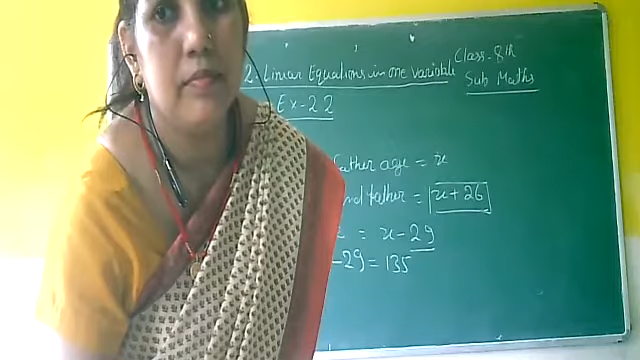 2. Linear Equations in one variable
Class-8th
Sub Maths
Ex-2.2
Father age = x
father = x+26
= x-29
-29=135